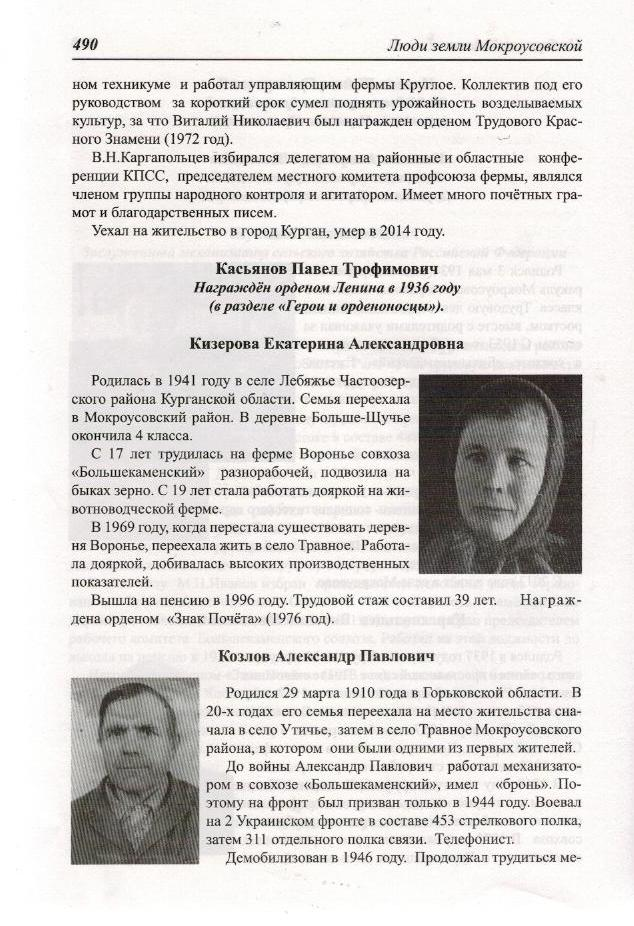 490
Люди земли Мокроусовской
ном техникуме и работал управляющим фермы Круглое. Коллектив под его
руководством за короткий срок сумел поднять урожайность возделываемых
культур, за что Виталий Николаевич был награжден орденом Трудового Крас-
ного Знамени (1972 год).
В.Н.Каргапольцев избирался делегатом на районные и областные конфе-
ренции КПСС, председателем местного комитета профсоюза фермы, являлся
членом группы народного контроля и агитатором. Имеет много почётных гра-
мот и благодарственных писем.
Уехал на жительство в город Курган, умер в 2014 году.
Касьянов Павел Трофимович
Награждён орденом Ленина в 1936 году
(в разделе «Герои и орденоносцы»).
Кизерова Екатерина Александровна
Родилась в 1941 году в селе Лебяжье Частоозер-
ского района Курганской области. Семья переехала
в Мокроусовский район. В деревне Больше-Щучье
окончила 4 класса.
С 17 лет трудилась на ферме Воронье совхоза
«Большекаменский» разнорабочей, подвозила на
быках зерно. С 19 лет стала работать дояркой на жи-
вотноводческой ферме.
В 1969 году, когда перестала существовать дерев-
ня Воронье, переехала жить в село Травное. Работа-
ла дояркой, добивалась высоких производственных
показателей.
Вышла на пенсию в 1996 году. Трудовой стаж составил 39 лет. Награж-
дена орденом «Знак Почёта» (1976 год).
Козлов Александр Павлович
Родился 29 марта 1910 года в Горьковской области. В
20-х годах его семья переехала на место жительства сна-
чала в село Утичье, затем в село Травное Мокроусовского
района, в котором они были одними из первых жителей.
До войны Александр Павлович работал механизато-
ром в совхозе «Большекаменский», имел «бронь». По-
этому на фронт был призван только в 1944 году. Воевал
на 2 Украинском фронте в составе 453 стрелкового полка,
затем 311 отдельного полка связи. Телефонист.
Демобилизован в 1946 году. Продолжал трудиться ме-